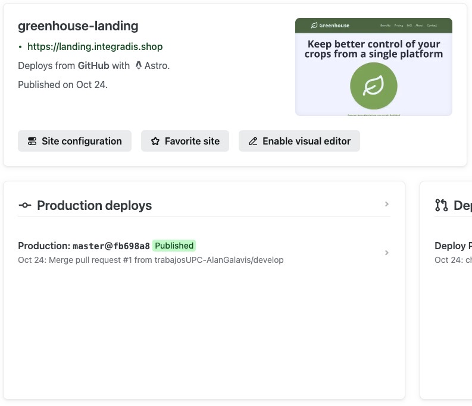 greenhouse-landing
• https://landing.integradis.shop
Deploys from GitHub with Astro.
Published on Oct 24.
Greenhouse
Keep better control of your
crops from a single platform
Site configuration
Favorite site
Enable visual editor
Production deploys
Production: master@fb698a8 Published
Oct 24: Merge pull request #1 from trabajosUPC-AlanGalavis/develop
De
Deploy P
Oct 24: ch